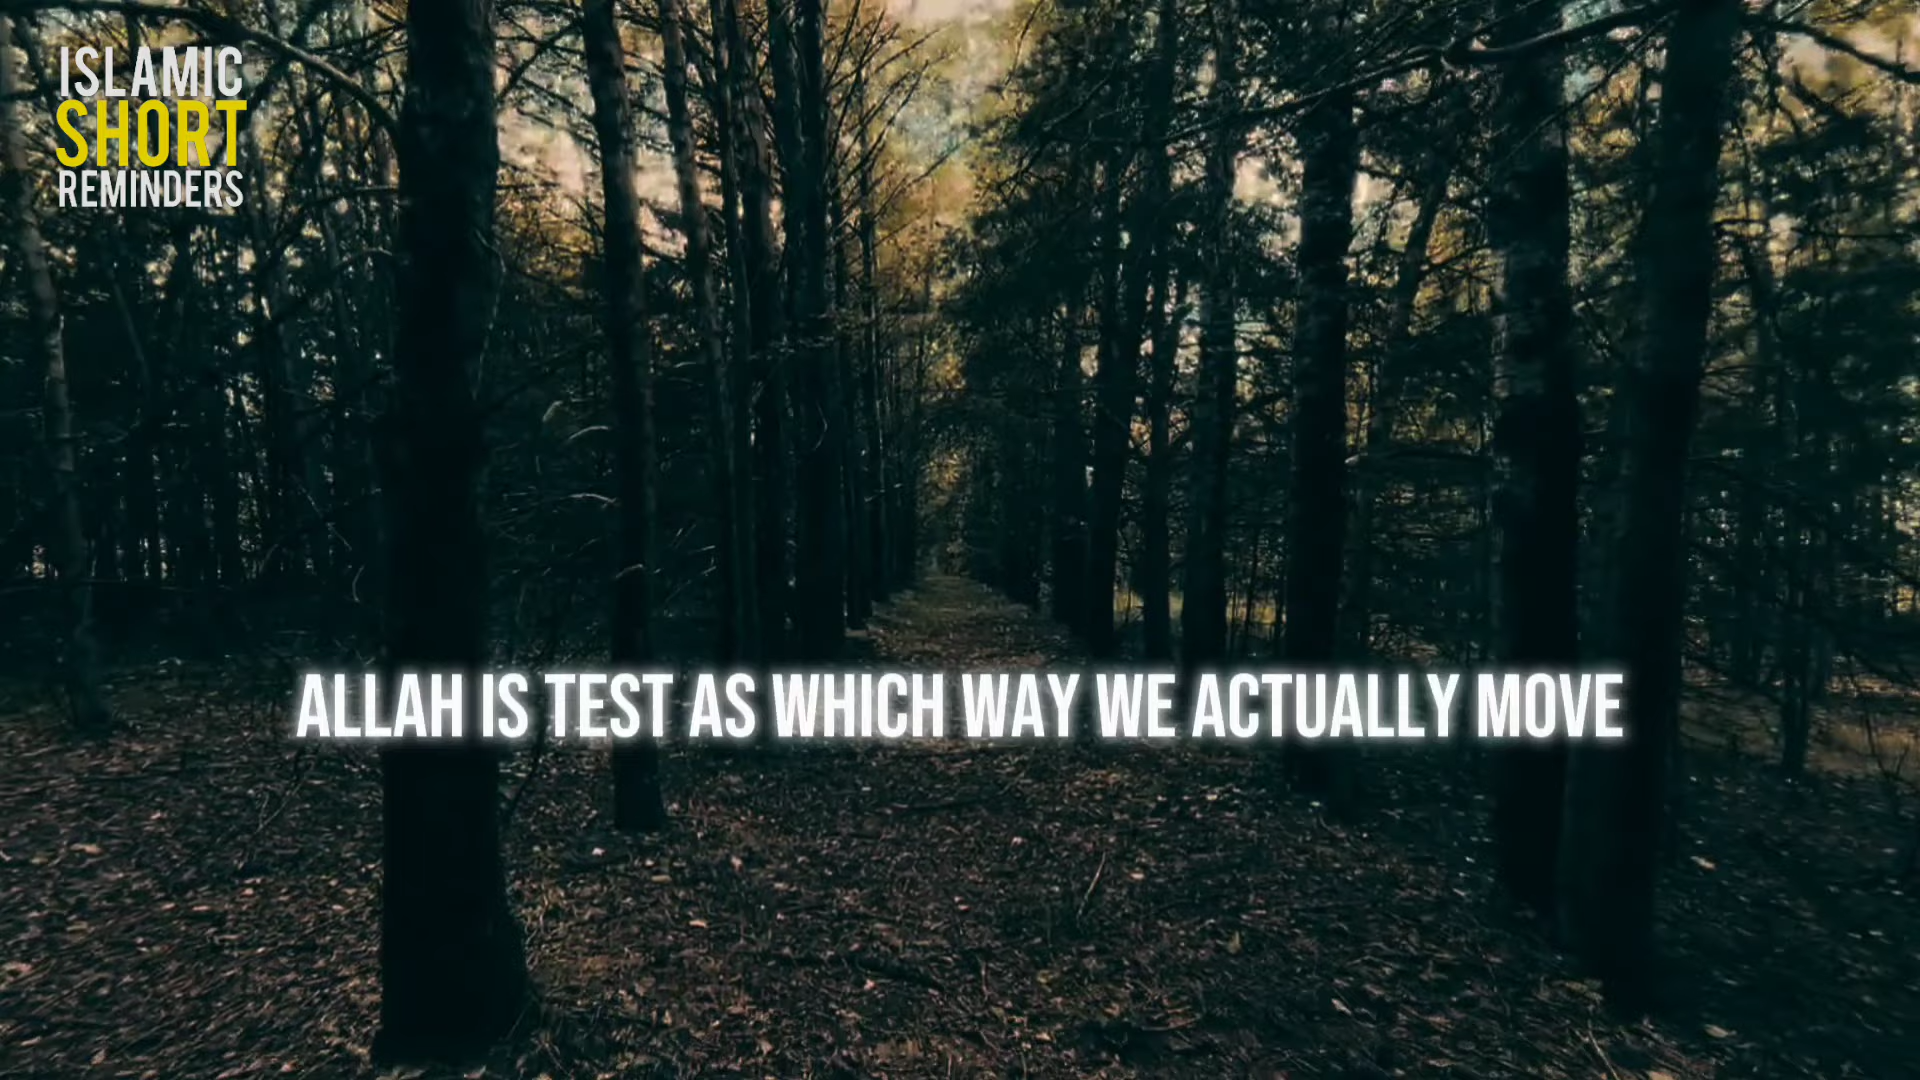 ISLAMIC
SHORT
REMINDERS
ALLAH IS TEST AS WHICH WAY WE ACTUALLY MOVE